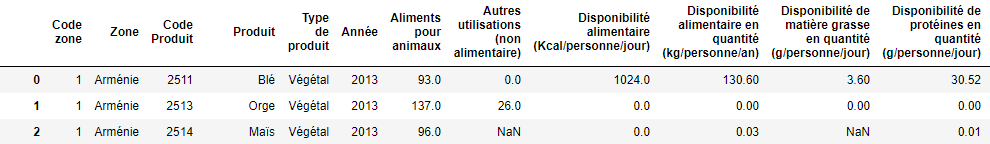 Code zone Zone Code Produit Produit Type de produit Année Aliments pour animaux Autres utilisations (non alimentaire) Disponibilité alimentaire (Kcal/personne/jour) Disponibilité alimentaire en quantité (kg/personne/an) Disponibilité de matière grasse en quantité (g/personne/jour) Disponibilité de protéines en quantité (g/personne/jour)
0 1 Arménie 2511 Blé Végétal 2013 93.0 0.0 1024.0 130.60 3.60 30.52
1 1 Arménie 2513 Orge Végétal 2013 137.0 26.0 0.0 0.00 0.00 0.00
2 1 Arménie 2514 Maïs Végétal 2013 96.0 NaN 0.0 0.03 NaN 0.01